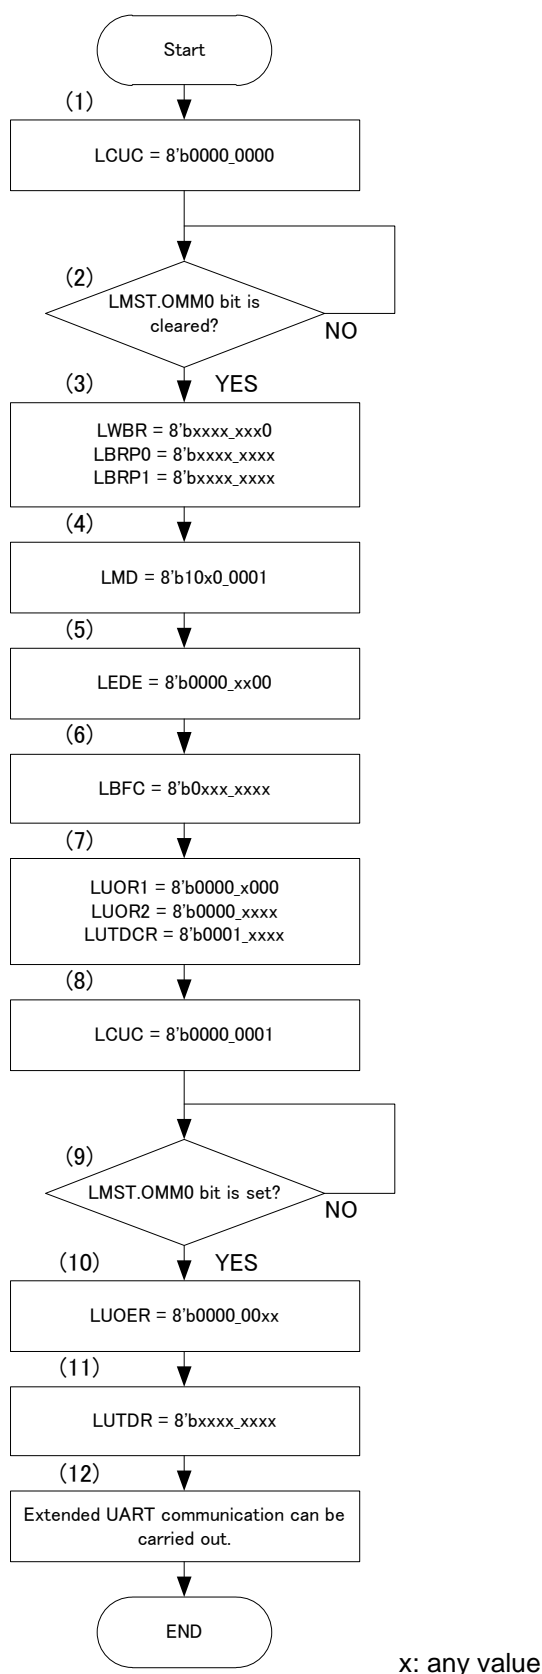 Start
(1)
LCUC = 8'b0000_0000
(2)
LMST.OMM0 bit is
cleared?
NO
(3)
YES
LWBR = 8'bxxxx_xxx0
LBRP0 = 8'bxxxx_xxxx
LBRP1 = 8'bxxxx_xxxx
(4)
LMD = 8'b10x0_0001
(5)
LEDE = 8'b0000_xx00
(6)
LBFC = 8'b0xxx_xxxx
(7)
LUOR1 = 8'b0000_x000
LUOR2 = 8'b0000_xxxx
LUTDCR = 8'b0001_xxxx
(8)
LCUC = 8'b0000_0001
(9)
LMST.OMM0 bit is set?
NO
(10)
YES
LUOER = 8'b0000_00xx
(11)
LUTDR = 8'bxxxx_xxxx
(12)
Extended UART communication can be
carried out.
END
x: any value